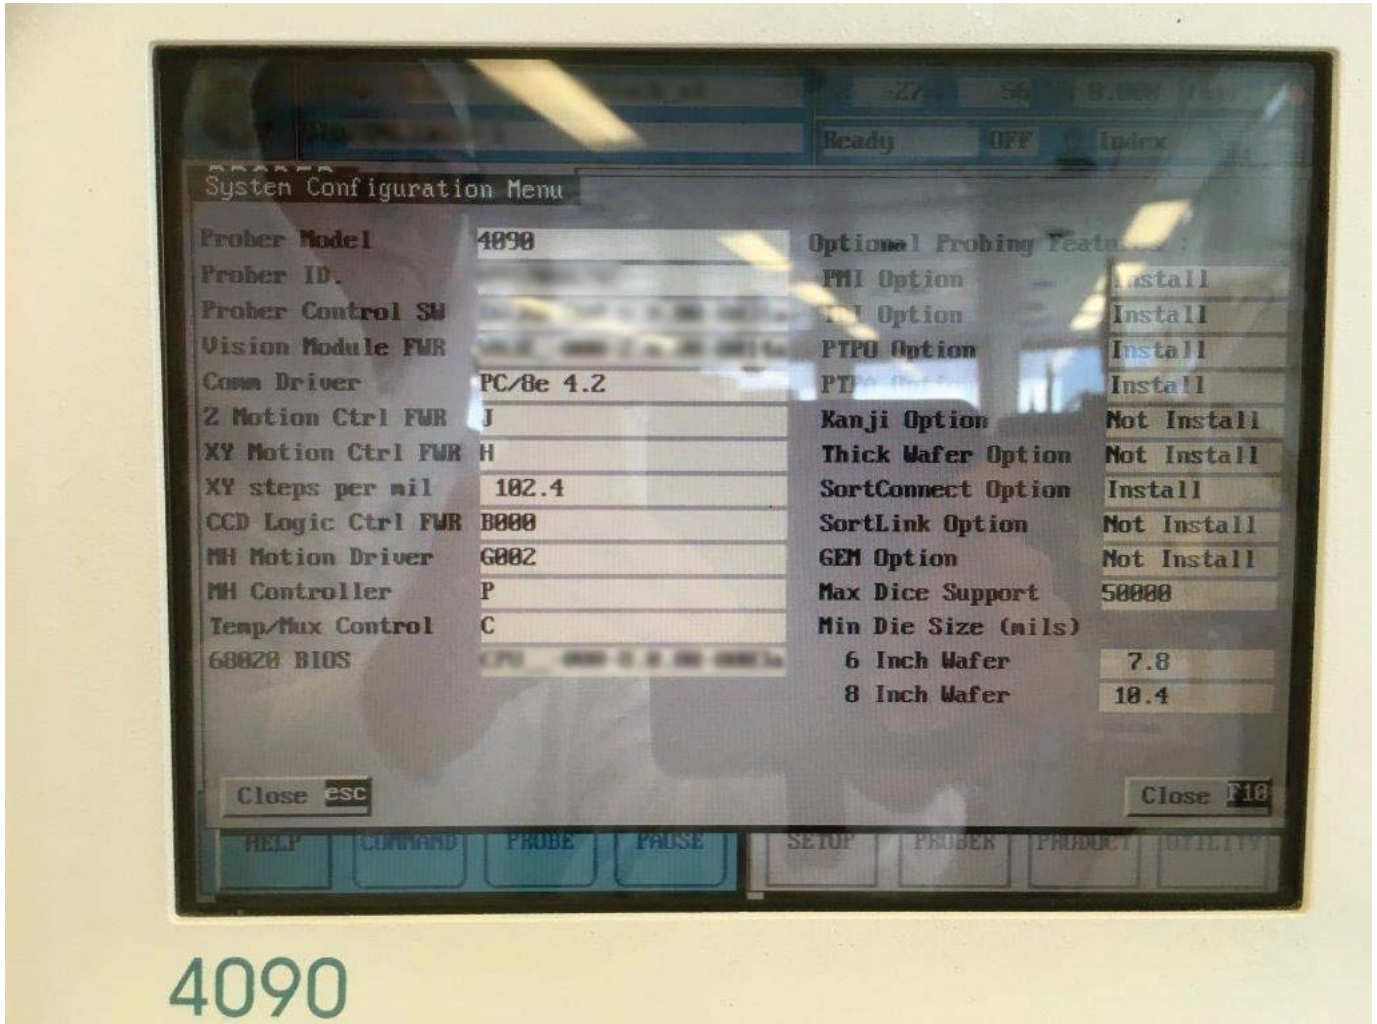 -27 56 0.000
Ready OFF Index
System Configuration Menu
Prober Model 4090
Optional Probing
Prober ID.
PMI Option Install
Prober Control SW
Option Install
Vision Module FWR
PTPO Option Install
Comm Driver PC/8e 4.2
Install
Z Motion Ctrl FWR J
Kanji Option Not Install
XY Motion Ctrl FWR H
Thick Wafer Option Not Install
XY steps per mil 102.4
SortConnect Option Install
CCD Logic Ctrl FWR B000
SortLink Option Not Install
MH Motion Driver G002
GEM Option Not Install
MH Controller P
Max Dice Support 50000
Temp/Mux Control C
Min Die Size (mils)
68020 BIOS
6 Inch Wafer 7.8
8 Inch Wafer 10.4
Close esc
Close F10
HELP COMMAND PROBE PAUSE SETUP PROBER PRODUCT UTILITY
4090